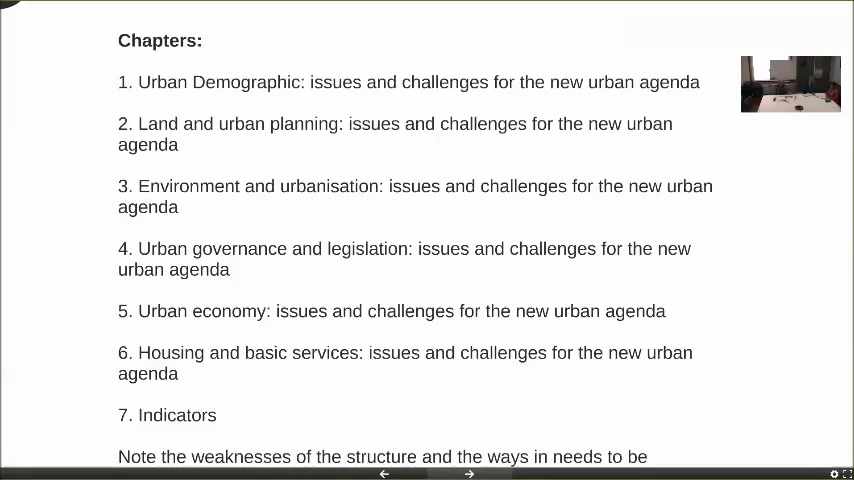 Chapters:
1. Urban Demographic: issues and challenges for the new urban agenda
2. Land and urban planning: issues and challenges for the new urban
agenda
3. Environment and urbanisation: issues and challenges for the new urban
agenda
4. Urban governance and legislation: issues and challenges for the new
urban agenda
5. Urban economy: issues and challenges for the new urban agenda
6. Housing and basic services: issues and challenges for the new urban
agenda
7. Indicators
Note the weaknesses of the structure and the ways in needs to be